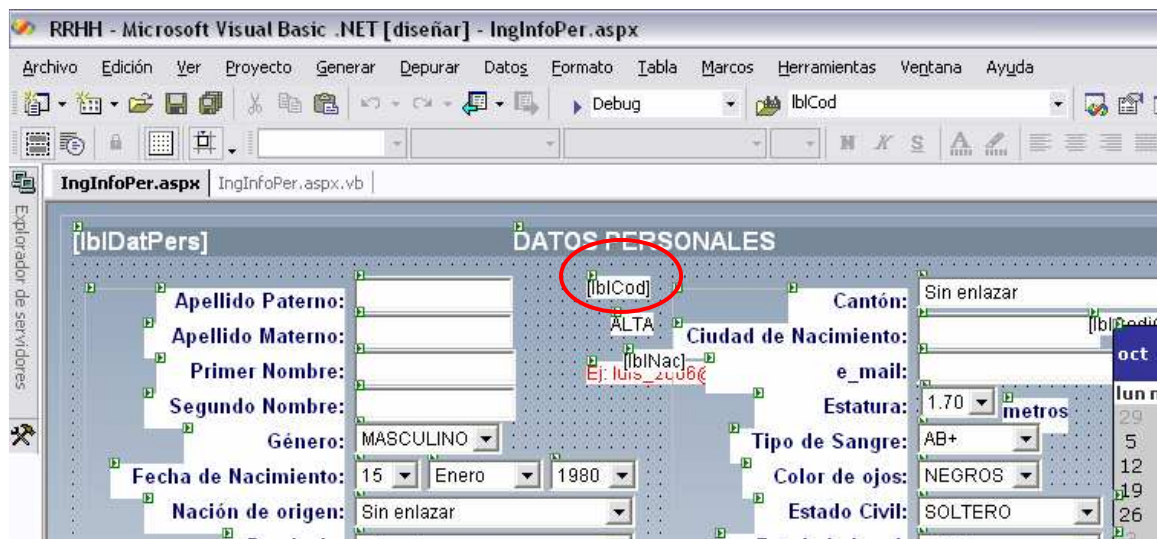 RRHH - Microsoft Visual Basic .NET [diseñar] - IngInfoPer.aspx
Archivo Edición Ver Proyecto Generar Depurar Datos Formato Tabla Marcos Herramientas Ventana Ayuda
Debug lblCod
N K S A
IngInfoPer.aspx IngInfoPer.aspx.vb
Explorador de servidores
[lblDatPers] DATOS PERSONALES
[lblCod]
Apellido Paterno: Cantón: Sin enlazar
ALTA
Apellido Materno: Ciudad de Nacimiento:
[lblNac]
Primer Nombre: Ej: luis_2006@ e_mail: oct
Segundo Nombre: Estatura: 1.70 metros lun
29
Género: MASCULINO Tipo de Sangre: AB+ 5
Fecha de Nacimiento: 15 Enero 1980 Color de ojos: NEGROS 12
19
Nación de origen: Sin enlazar Estado Civil: SOLTERO 26